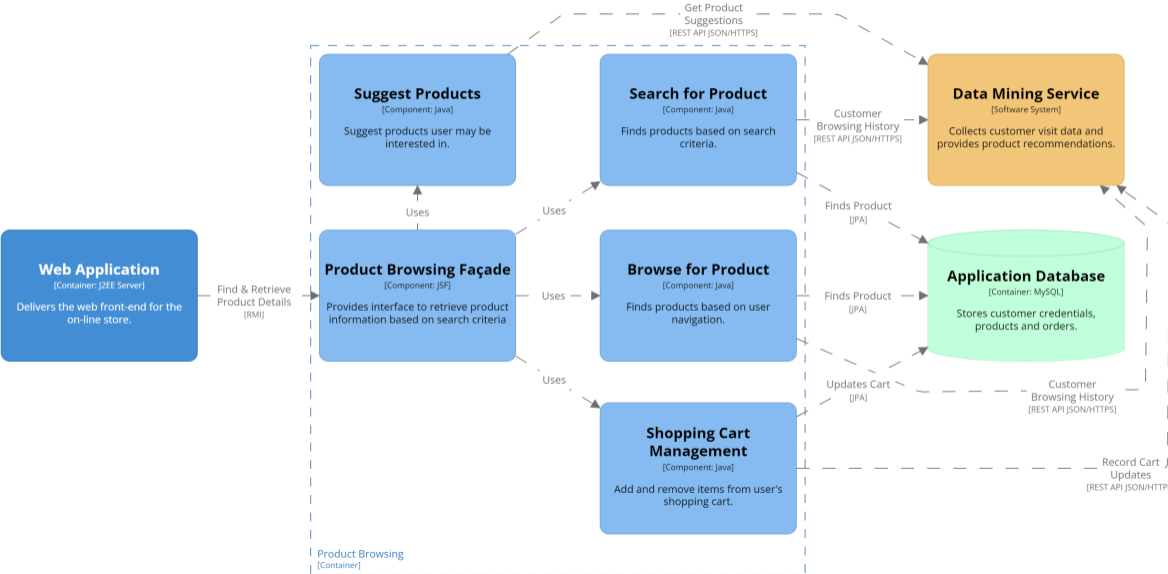 Get Product
Suggestions
[REST API JSON/HTTPS]
Suggest Products
[Component: Java]
Suggest products user may be
interested in.
Search for Product
[Component: Java]
Finds products based on search
criteria.
Customer
Browsing History
[REST API JSON/HTTPS]
Data Mining Service
[Software System]
Collects customer visit data and
provides product recommendations.
Uses
Uses
Finds Product
[JPA]
Web Application
[Container: J2EE Server]
Delivers the web front-end for the
on-line store.
Find & Retrieve
Product Details
[RMI]
Product Browsing Façade
[Component: JSF]
Provides interface to retrieve product
information based on search criteria
Uses
Browse for Product
[Component: Java]
Finds products based on user
navigation.
Finds Product
[JPA]
Application Database
[Container: MySQL]
Stores customer credentials,
products and orders.
Uses
Updates Cart
[JPA]
Customer
Browsing History
[REST API JSON/HTTPS]
Shopping Cart
Management
[Component: Java]
Add and remove items from user's
shopping cart.
Record Cart
Updates
[REST API JSON/HTTP
Product Browsing
[Container]